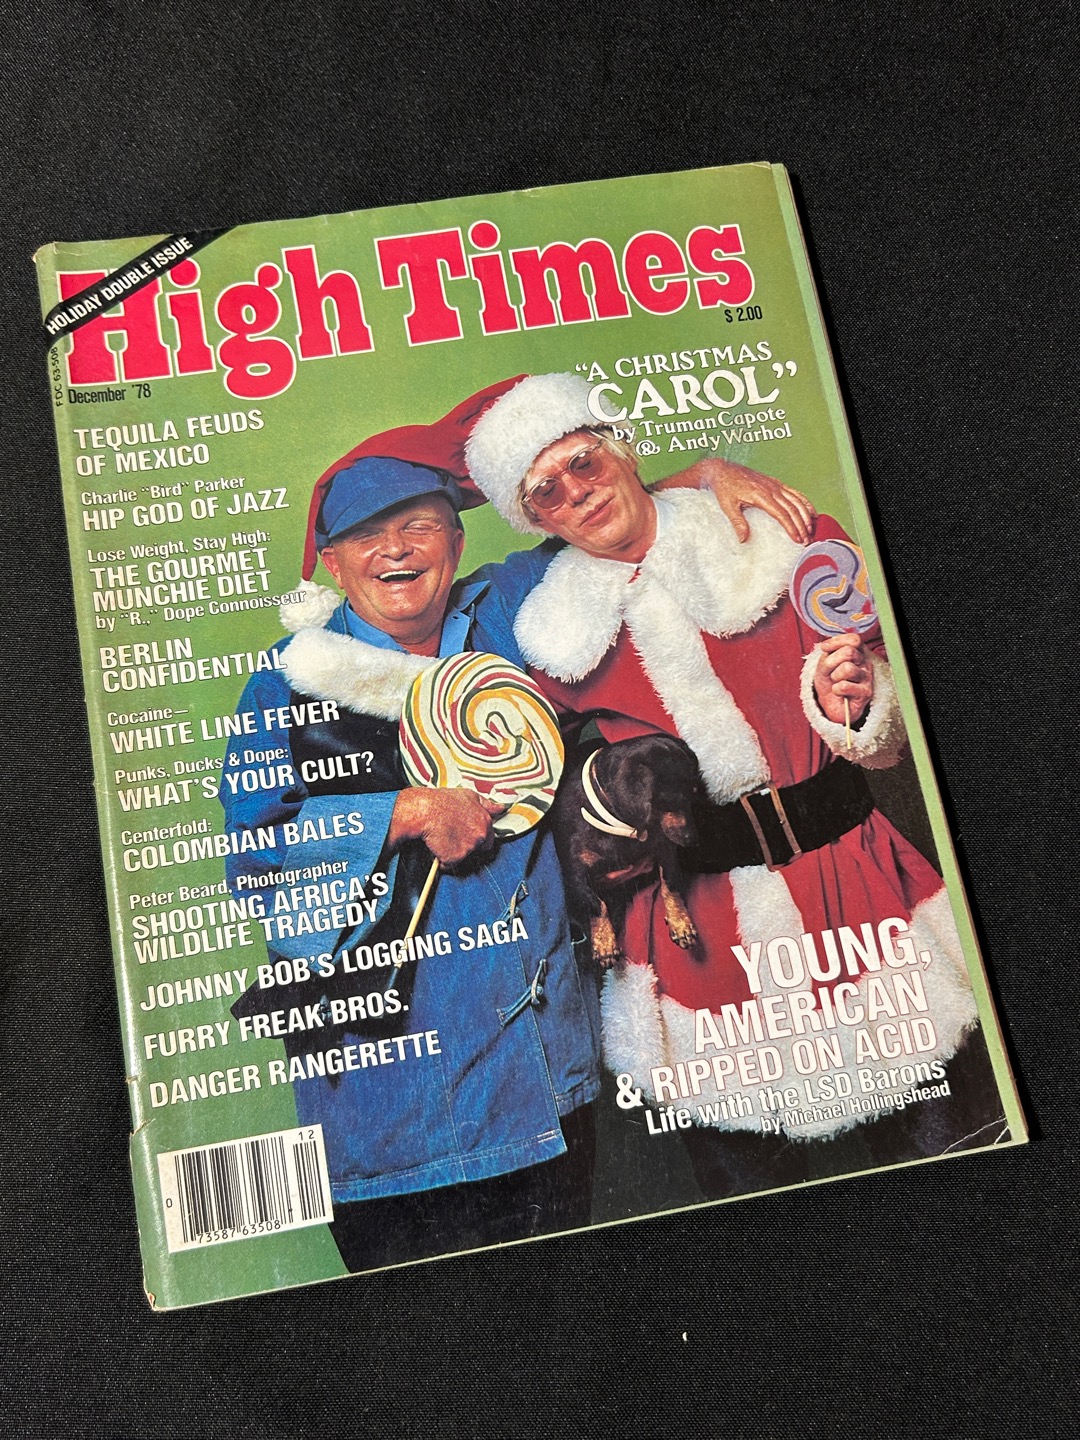 HOLIDAY DOUBLE ISSUE
High Times
$2.00
FDC 63-508
December '78
"A CHRISTMAS
CAROL"
by Truman Capote
& Andy Warhol
TEQUILA FEUDS
OF MEXICO
Charlie "Bird" Parker
HIP GOD OF JAZZ
Lose Weight, Stay High:
THE GOURMET
MUNCHIE DIET
by "R.," Dope Connoisseur
BERLIN
CONFIDENTIAL
Cocaine—
WHITE LINE FEVER
Punks, Ducks & Dope:
WHAT'S YOUR CULT?
Centerfold:
COLOMBIAN BALES
Peter Beard, Photographer
SHOOTING AFRICA'S
WILDLIFE TRAGEDY
JOHNNY BOB'S LOGGING SAGA
FURRY FREAK BROS.
DANGER RANGERETTE
YOUNG,
AMERICAN
& RIPPED ON ACID
Life with the LSD Barons
by Michael Hollingshead
12
0
73587 63508